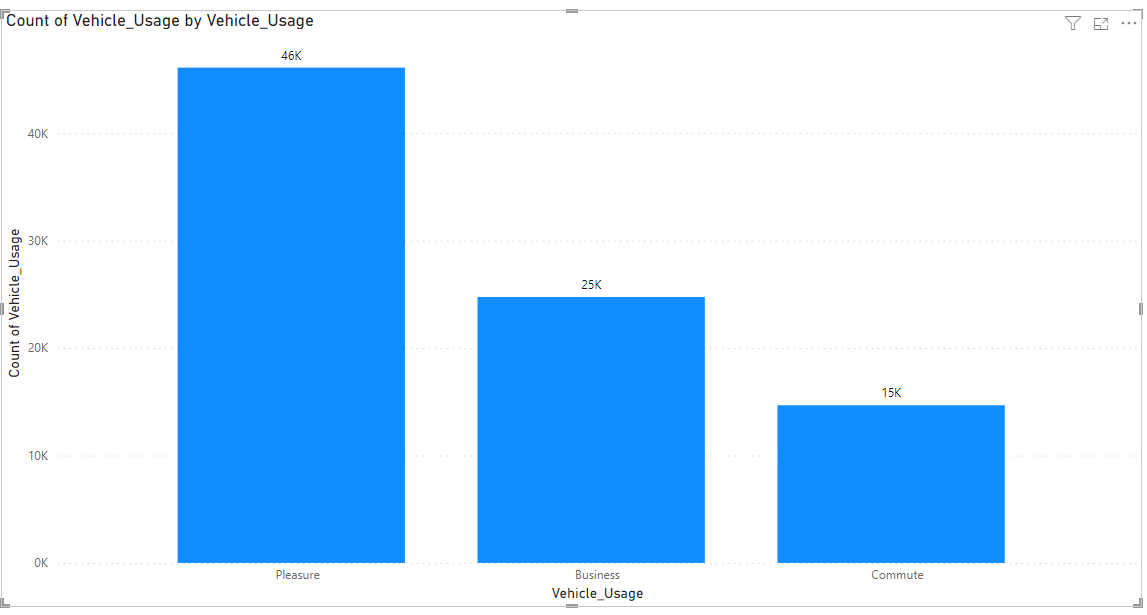 Count of Vehicle_Usage by Vehicle_Usage
46K
40K
30K
25K
20K
15K
10K
0K
Count of Vehicle_Usage
Pleasure
Business
Commute
Vehicle_Usage